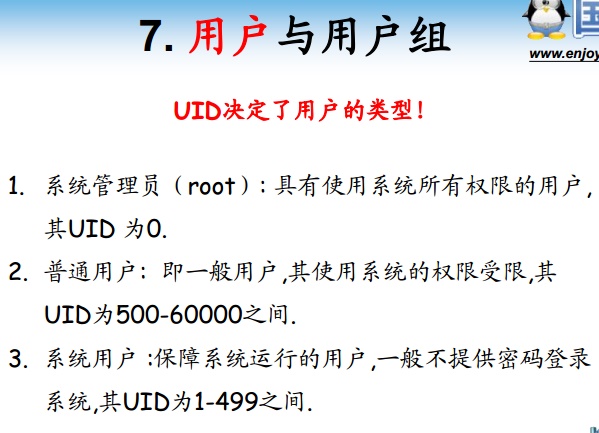 7. 用户与用户组
www.enjoy
UID决定了用户的类型!
1. 系统管理员（root）: 具有使用系统所有权限的用户,
其UID 为0.
2. 普通用户: 即一般用户,其使用系统的权限受限,其
UID为500-60000之间.
3. 系统用户 :保障系统运行的用户,一般不提供密码登录
系统,其UID为1-499之间.